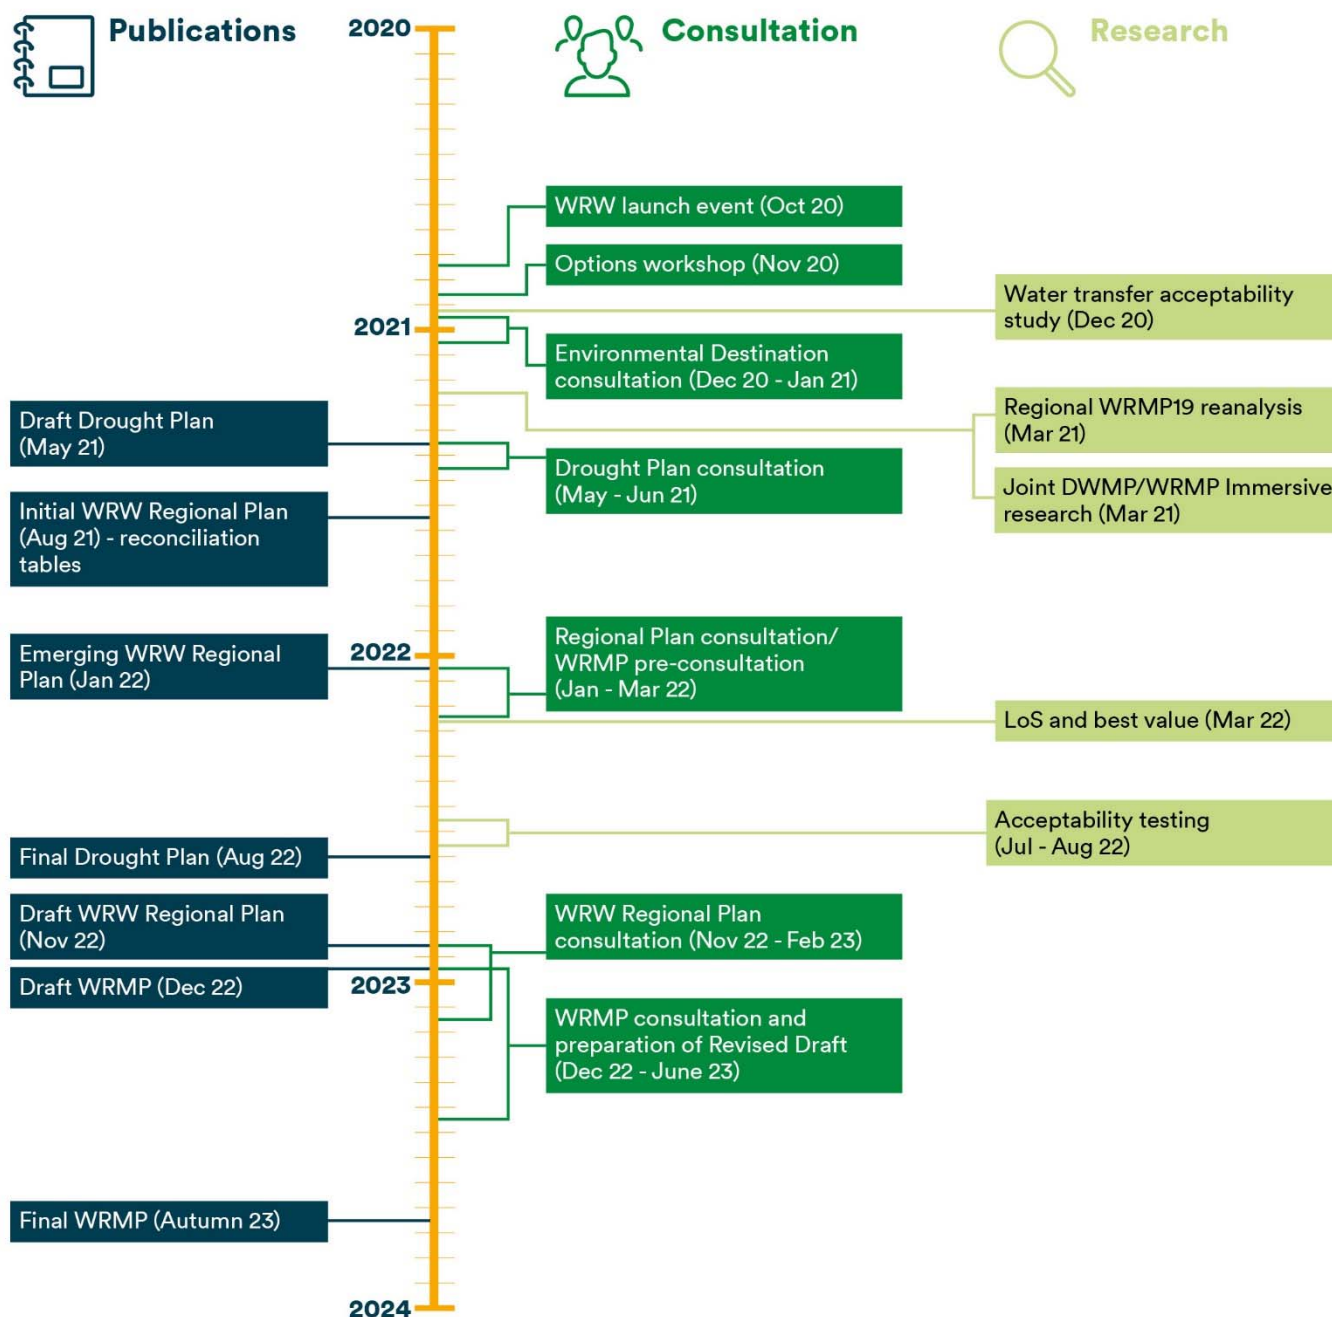 Publications
2020
Consultation
Research
WRW launch event (Oct 20)
Options workshop (Nov 20)
Water transfer acceptability
study (Dec 20)
2021
Environmental Destination
consultation (Dec 20 - Jan 21)
Draft Drought Plan
(May 21)
Regional WRMP19 reanalysis
(Mar 21)
Drought Plan consultation
(May - Jun 21)
Joint DWMP/WRMP Immersive
research (Mar 21)
Initial WRW Regional Plan
(Aug 21) - reconciliation
tables
2022
Emerging WRW Regional
Plan (Jan 22)
Regional Plan consultation/
WRMP pre-consultation
(Jan - Mar 22)
LoS and best value (Mar 22)
Acceptability testing
(Jul - Aug 22)
Final Drought Plan (Aug 22)
Draft WRW Regional Plan
(Nov 22)
WRW Regional Plan
consultation (Nov 22 - Feb 23)
Draft WRMP (Dec 22)
2023
WRMP consultation and
preparation of Revised Draft
(Dec 22 - June 23)
Final WRMP (Autumn 23)
2024